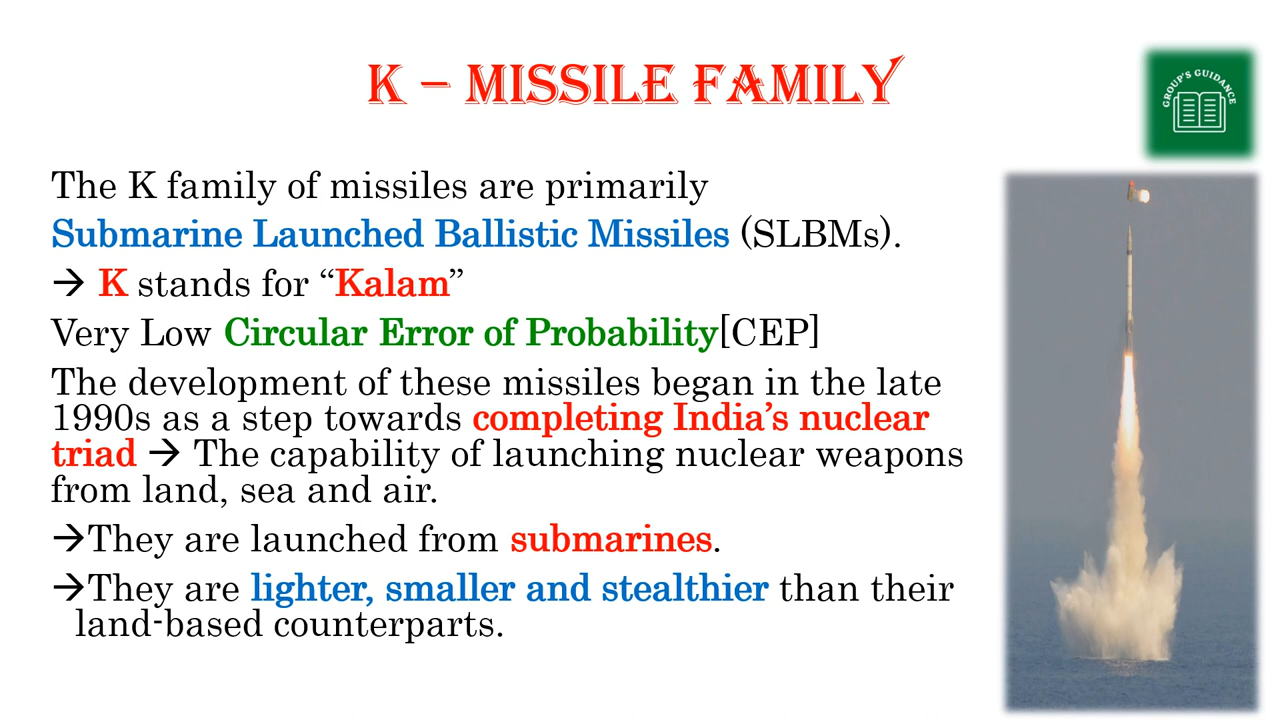 K – MISSILE FAMILY
GROUP'S GUIDANCE
The K family of missiles are primarily
Submarine Launched Ballistic Missiles (SLBMs).
→ K stands for “Kalam”
Very Low Circular Error of Probability[CEP]
The development of these missiles began in the late
1990s as a step towards completing India’s nuclear
triad → The capability of launching nuclear weapons
from land, sea and air.
→They are launched from submarines.
→They are lighter, smaller and stealthier than their
land-based counterparts.